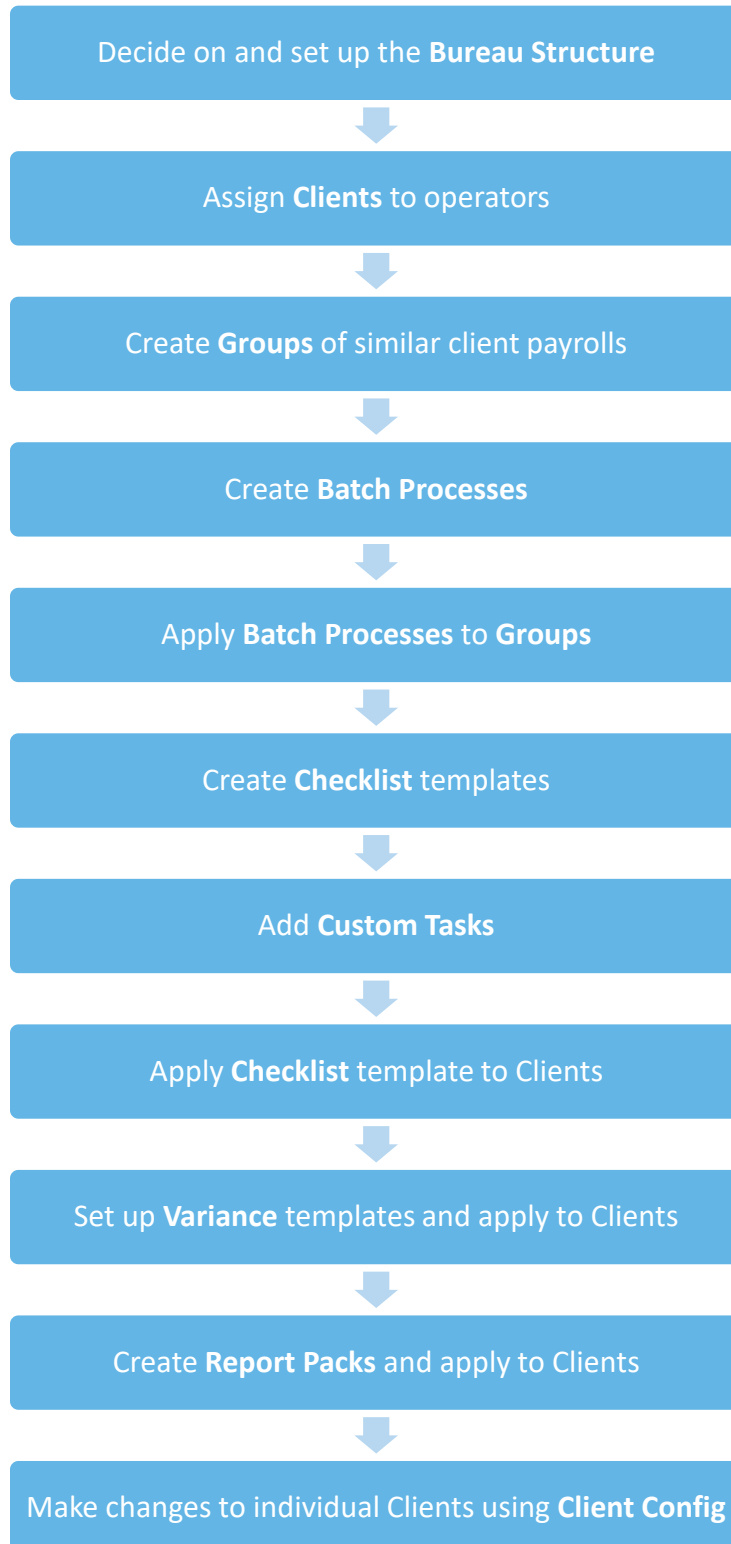 Decide on and set up the Bureau Structure
Assign Clients to operators
Create Groups of similar client payrolls
Create Batch Processes
Apply Batch Processes to Groups
Create Checklist templates
Add Custom Tasks
Apply Checklist template to Clients
Set up Variance templates and apply to Clients
Create Report Packs and apply to Clients
Make changes to individual Clients using Client Config